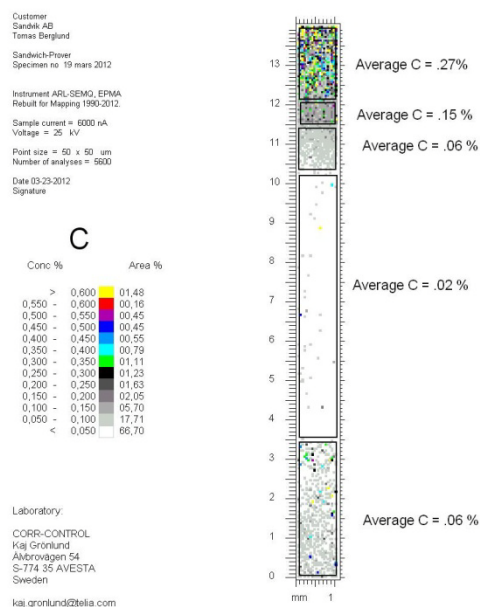 Customer
Sandvik AB
Tomas Berglund
Sandwich-Prover
Specimen no 19 mars 2012
Instrument ARL-SEMQ, EPMA
Rebuilt for Mapping 1990-2012.
Sample current = 6000 nA
Voltage = 25 kV
Point size = 50 x 50 um
Number of analyses = 5600
Date 03-23-2012
Signature
C
Conc % Area %
> 0,600 01,48
0,550 - 0,600 00,16
0,500 - 0,550 00,45
0,450 - 0,500 00,45
0,400 - 0,450 00,55
0,350 - 0,400 00,79
0,300 - 0,350 01,11
0,250 - 0,300 01,23
0,200 - 0,250 01,63
0,150 - 0,200 02,05
0,100 - 0,150 05,70
0,050 - 0,100 17,71
< 0,050 66,70
Laboratory:
CORR-CONTROL
Kaj Grönlund
Älvbrovägen 54
S-774 35 AVESTA
Sweden
kaj.gronlund@telia.com
13
12
11
10
9
8
7
6
5
4
3
2
1
0
mm 1
Average C = .27%
Average C = .15 %
Average C = .06 %
Average C = .02 %
Average C = .06 %